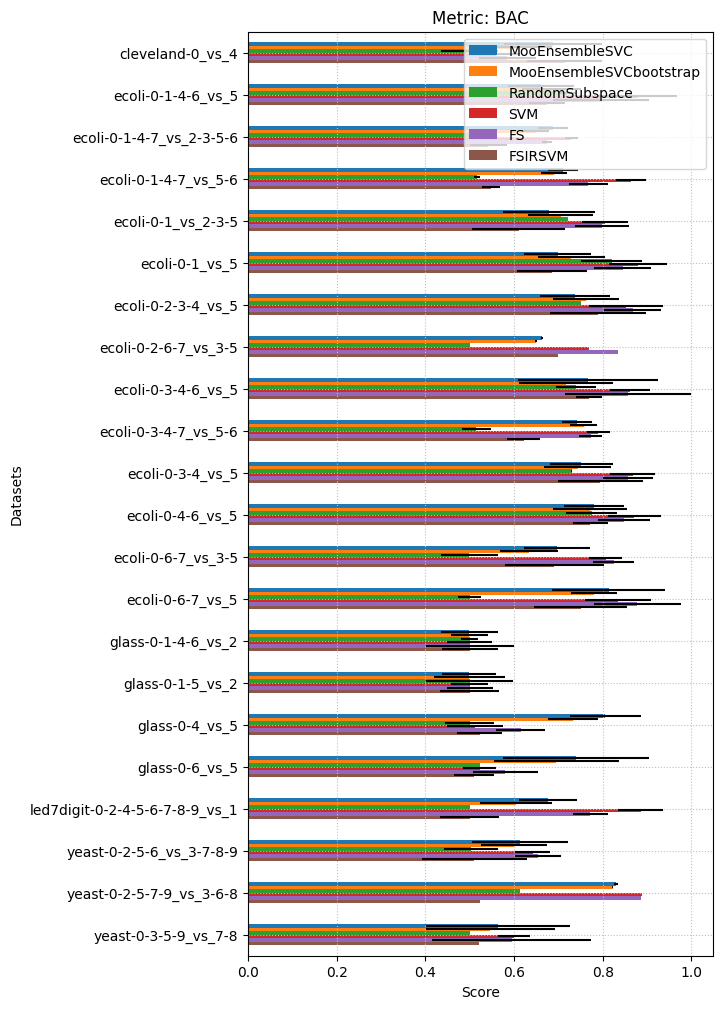 Metric: BAC
MooEnsembleSVC
MooEnsembleSVCbootstrap
RandomSubspace
SVM
FS
FSIRSVM
Datasets
cleveland-0_vs_4
ecoli-0-1-4-6_vs_5
ecoli-0-1-4-7_vs_2-3-5-6
ecoli-0-1-4-7_vs_5-6
ecoli-0-1_vs_2-3-5
ecoli-0-1_vs_5
ecoli-0-2-3-4_vs_5
ecoli-0-2-6-7_vs_3-5
ecoli-0-3-4-6_vs_5
ecoli-0-3-4-7_vs_5-6
ecoli-0-3-4_vs_5
ecoli-0-4-6_vs_5
ecoli-0-6-7_vs_3-5
ecoli-0-6-7_vs_5
glass-0-1-4-6_vs_2
glass-0-1-5_vs_2
glass-0-4_vs_5
glass-0-6_vs_5
led7digit-0-2-4-5-6-7-8-9_vs_1
yeast-0-2-5-6_vs_3-7-8-9
yeast-0-2-5-7-9_vs_3-6-8
yeast-0-3-5-9_vs_7-8
0.0 0.2 0.4 0.6 0.8 1.0
Score